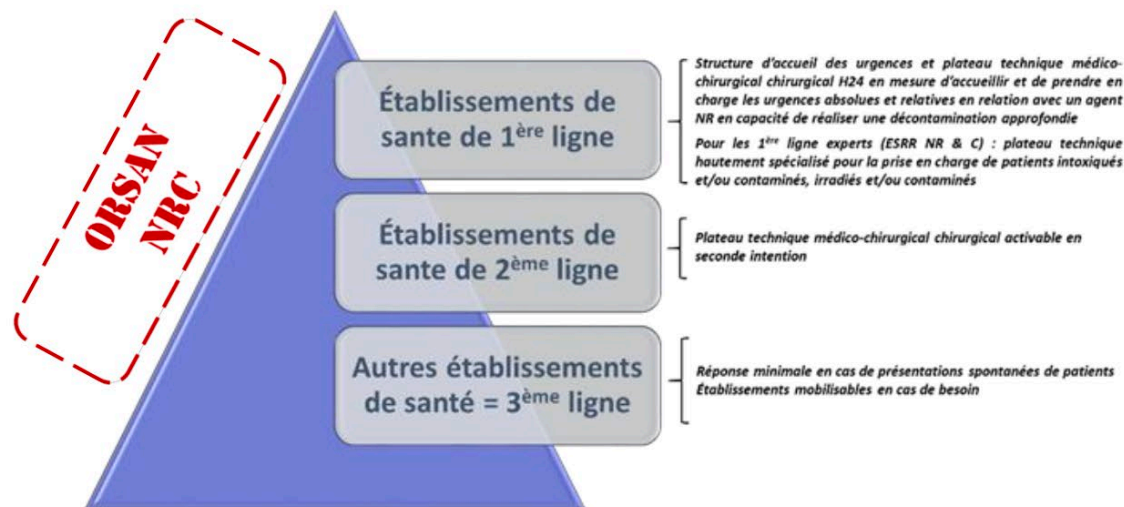 ORSAN
NRC
Établissements de
sante de 1ère ligne
Structure d'accueil des urgences et plateau technique médico-
chirurgical chirurgical H24 en mesure d'accueillir et de prendre en
charge les urgences absolues et relatives en relation avec un agent
NR en capacité de réaliser une décontamination approfondie
Pour les 1ère ligne experts (ESRR NR & C) : plateau technique
hautement spécialisé pour la prise en charge de patients intoxiqués
et/ou contaminés, irradiés et/ou contaminés
Établissements de
sante de 2ème ligne
Plateau technique médico-chirurgical chirurgical activable en
seconde intention
Autres établissements
de santé = 3ème ligne
Réponse minimale en cas de présentations spontanées de patients
Établissements mobilisables en cas de besoin